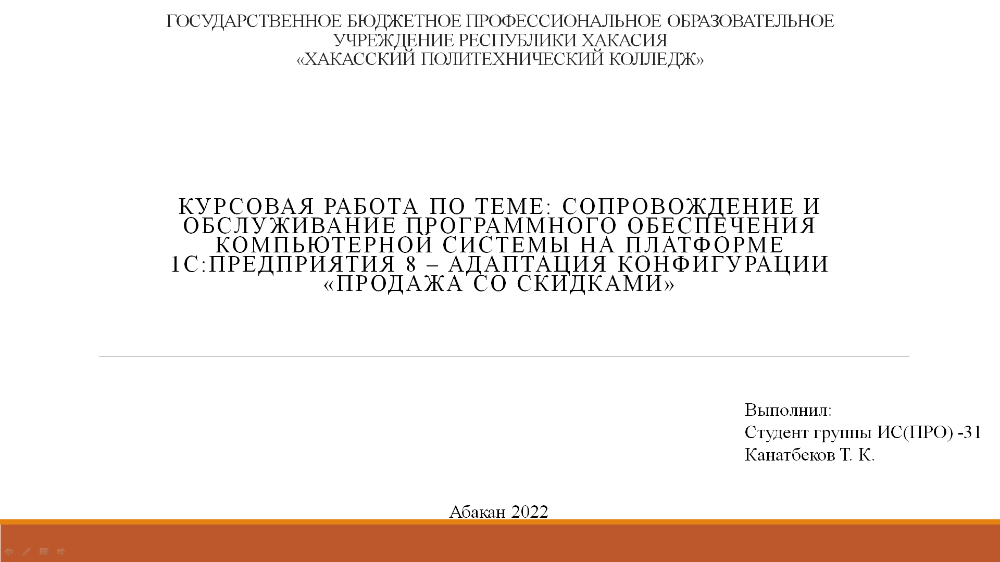 ГОСУДАРСТВЕННОЕ БЮДЖЕТНОЕ ПРОФЕССИОНАЛЬНОЕ ОБРАЗОВАТЕЛЬНОЕ
УЧРЕЖДЕНИЕ РЕСПУБЛИКИ ХАКАСИЯ
«ХАКАССКИЙ ПОЛИТЕХНИЧЕСКИЙ КОЛЛЕДЖ»
КУРСОВАЯ РАБОТА ПО ТЕМЕ: СОПРОВОЖДЕНИЕ И
ОБСЛУЖИВАНИЕ ПРОГРАММНОГО ОБЕСПЕЧЕНИЯ
КОМПЬЮТЕРНОЙ СИСТЕМЫ НА ПЛАТФОРМЕ
1С:ПРЕДПРИЯТИЯ 8 – АДАПТАЦИЯ КОНФИГУРАЦИИ
«ПРОДАЖА СО СКИДКАМИ»
Выполнил:
Студент группы ИС(ПРО) -31
Канатбеков Т. К.
Абакан 2022